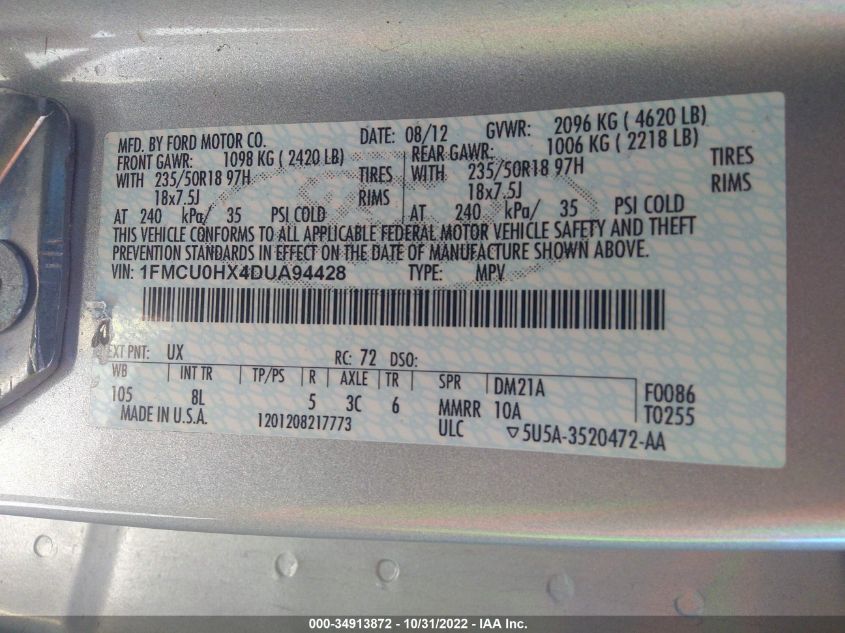 MFD. BY FORD MOTOR CO. DATE: 08/12 GVWR: 2096 KG ( 4620 LB)
FRONT GAWR: 1098 KG ( 2420 LB) REAR GAWR: 1006 KG ( 2218 LB)
WITH 235/50R18 97H TIRES WITH 235/50R18 97H TIRES
18x7.5J RIMS 18x7.5J RIMS
AT 240 kPa/ 35 PSI COLD AT 240 kPa/ 35 PSI COLD
THIS VEHICLE CONFORMS TO ALL APPLICABLE FEDERAL MOTOR VEHICLE SAFETY AND THEFT
PREVENTION STANDARDS IN EFFECT ON THE DATE OF MANUFACTURE SHOWN ABOVE.
VIN: 1FMCU0HX4DUA94428 TYPE: MPV
EXT PNT: UX RC: 72 DSO:
WB INT TR TP/PS R AXLE TR SPR DM21A F0086
105 8L 5 3C 6 MMRR 10A T0255
MADE IN U.S.A. 1201208217773 ULC ▽5U5A-3520472-AA
000-34913872 - 10/31/2022 - IAA Inc.